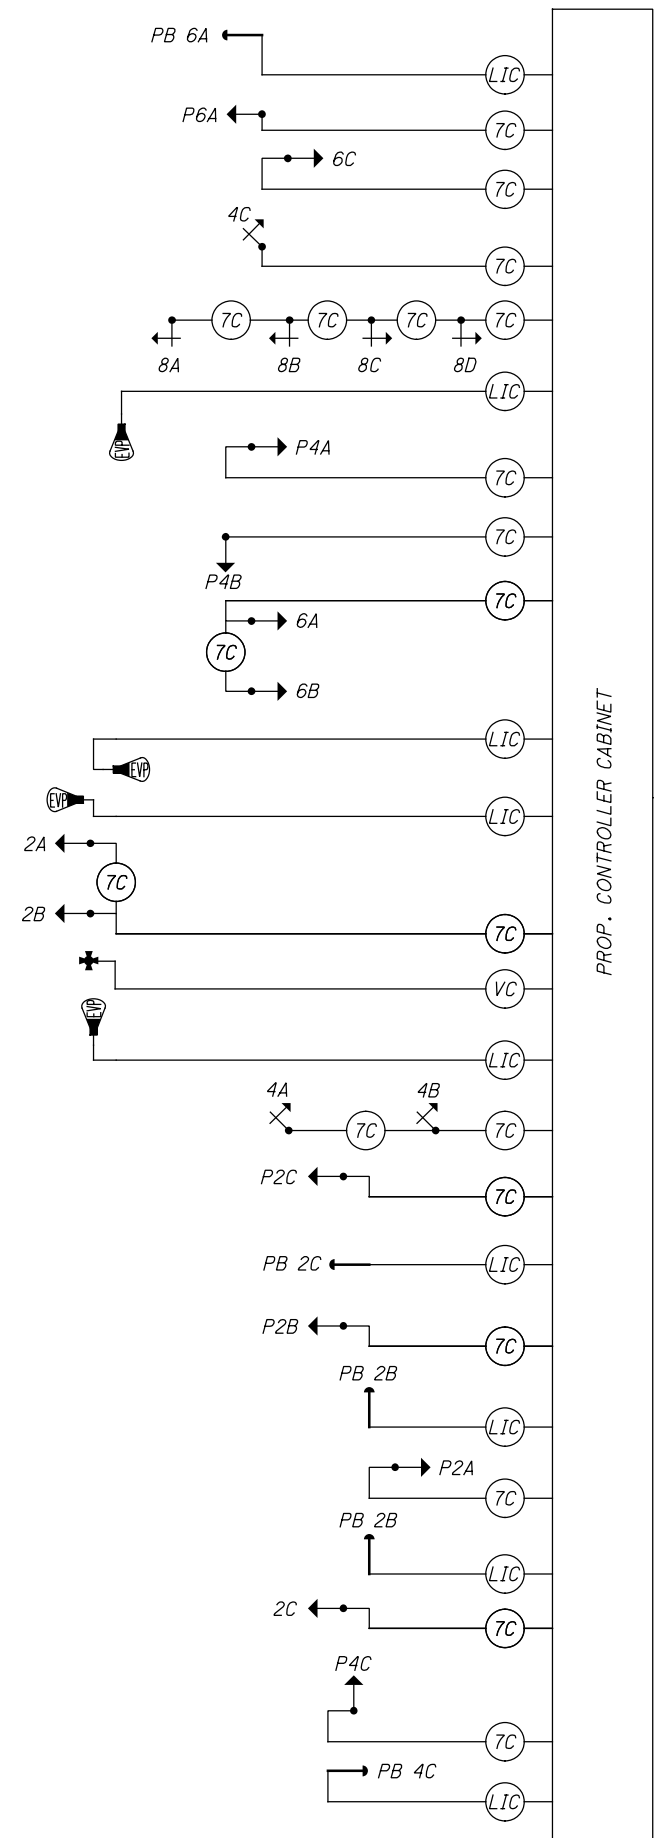 PB 6A
LIC
P6A
7C
6C
7C
4C
7C
7C 7C 7C 7C
8A 8B 8C 8D
LIC
EVP
P4A
7C
7C
P4B
7C
6A
7C
6B
LIC
EVP
EVP
LIC
2A
7C
2B
7C
VC
EVP
LIC
4A 4B
7C 7C
P2C
7C
PB 2C LIC
P2B
7C
PB 2B
LIC
P2A
7C
PB 2B
LIC
2C
7C
P4C
7C
PB 4C
LIC
PROP. CONTROLLER CABINET